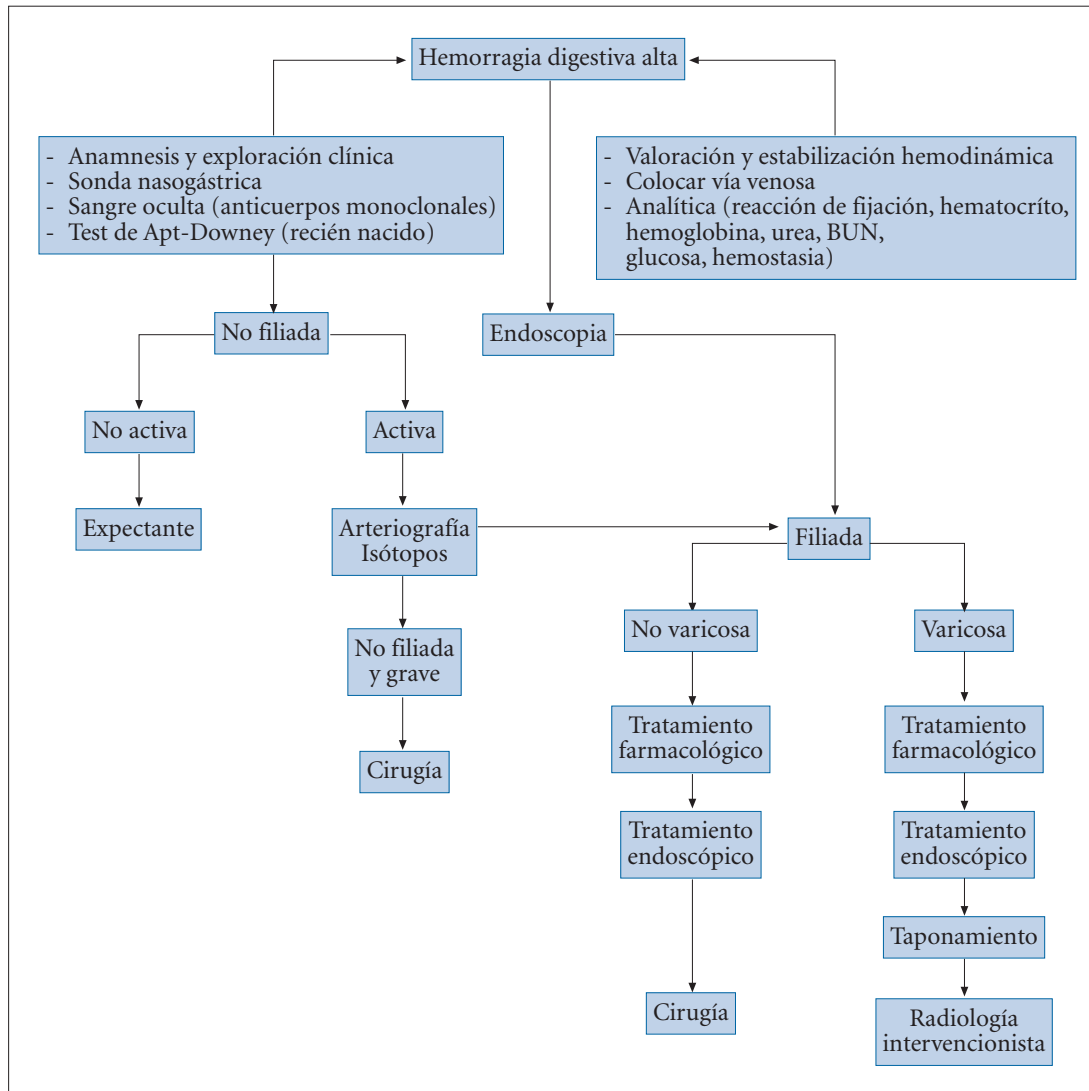 Hemorragia digestiva alta
- Anamnesis y exploración clínica
- Sonda nasogástrica
- Sangre oculta (anticuerpos monoclonales)
- Test de Apt-Downey (recién nacido)
- Valoración y estabilización hemodinámica
- Colocar vía venosa
- Analítica (reacción de fijación, hematocríto,
hemoglobina, urea, BUN,
glucosa, hemostasia)
No filiada
Endoscopia
No activa
Activa
Expectante
Arteriografía
Isótopos
Filiada
No filiada
y grave
No varicosa
Varicosa
Cirugía
Tratamiento
farmacológico
Tratamiento
farmacológico
Tratamiento
endoscópico
Tratamiento
endoscópico
Taponamiento
Cirugía
Radiología
intervencionista